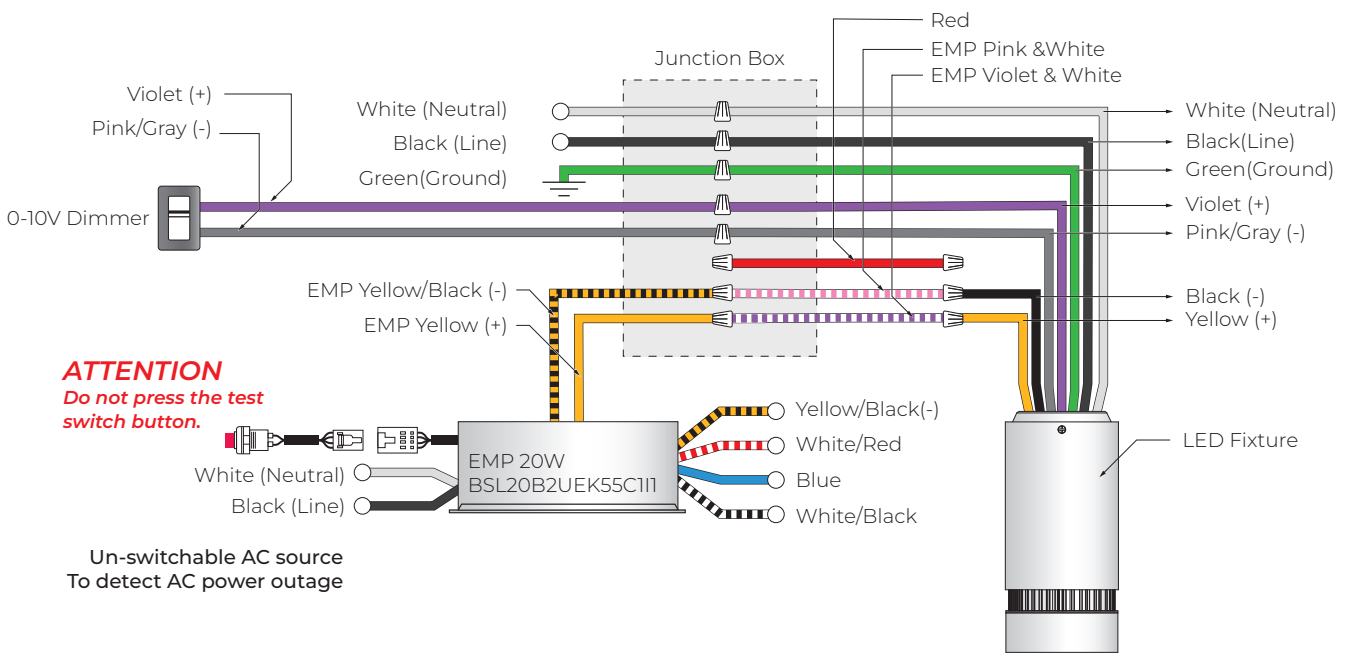 Red
EMP Pink &White
EMP Violet & White
Junction Box
Violet (+)
Pink/Gray (-)
White (Neutral)
Black (Line)
Green(Ground)
White (Neutral)
Black(Line)
Green(Ground)
Violet (+)
Pink/Gray (-)
0-10V Dimmer
EMP Yellow/Black (-)
EMP Yellow (+)
Black (-)
Yellow (+)
ATTENTION
Do not press the test
switch button.
White (Neutral)
Black (Line)
EMP 20W
BSL20B2UEK55C1I1
Yellow/Black(-)
White/Red
Blue
White/Black
LED Fixture
Un-switchable AC source
To detect AC power outage